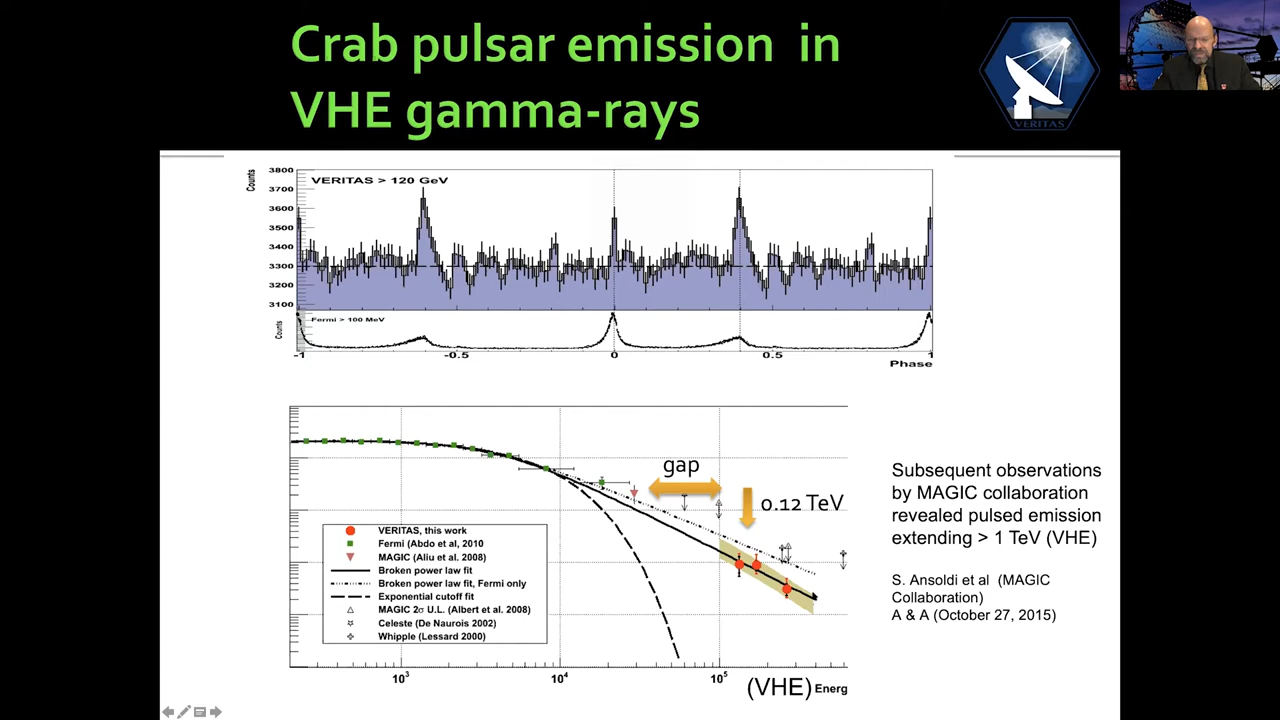 Crab pulsar emission in
VHE gamma-rays
VERITAS
Counts
3800
3700
3600
3500
3400
3300
3200
3100
VERITAS > 120 GeV
Counts
Fermi > 100 MeV
-1
-0.5
0
0.5
1
Phase
gap
0.12 TeV
VERITAS, this work
Fermi (Abdo et al, 2010
MAGIC (Aliu et al. 2008)
Broken power law fit
Broken power law fit, Fermi only
Exponential cutoff fit
MAGIC 2σ U.L. (Albert et al. 2008)
Celeste (De Naurois 2002)
Whipple (Lessard 2000)
10³
10⁴
10⁵
(VHE) Energ
Subsequent observations
by MAGIC collaboration
revealed pulsed emission
extending > 1 TeV (VHE)
S. Ansoldi et al (MAGIC
Collaboration)
A & A (October 27, 2015)